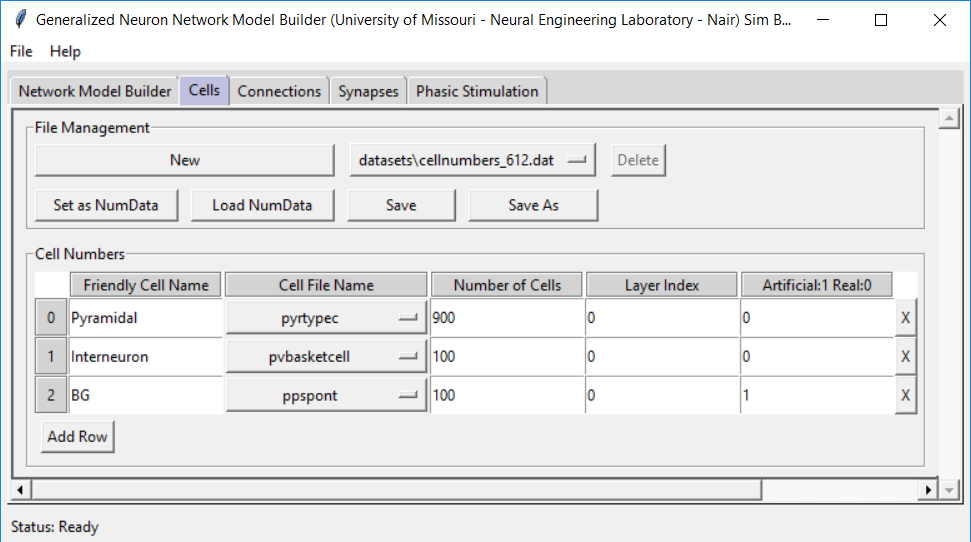 Generalized Neuron Network Model Builder (University of Missouri - Neural Engineering Laboratory - Nair) Sim B...
File Help
Network Model Builder Cells Connections Synapses Phasic Stimulation
File Management
New datasets\cellnumbers_612.dat Delete
Set as NumData Load NumData Save Save As
Cell Numbers
Friendly Cell Name Cell File Name Number of Cells Layer Index Artificial:1 Real:0
0 Pyramidal pyrtypec 900 0 0 X
1 Interneuron pvbasketcell 100 0 0 X
2 BG ppspont 100 0 1 X
Add Row
Status: Ready